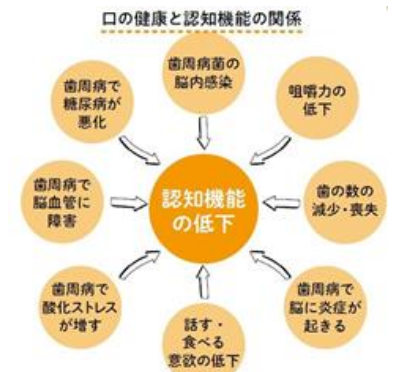 口の健康と認知機能の関係
歯周病菌の
脳内感染
咀嚼力の
低下
歯の数の
減少・喪失
歯周病で
脳に炎症が
起きる
話す・
食べる
意欲の低下
歯周病で
酸化ストレス
が増す
歯周病で
脳血管に
障害
歯周病で
糖尿病が
悪化
認知機能
の低下